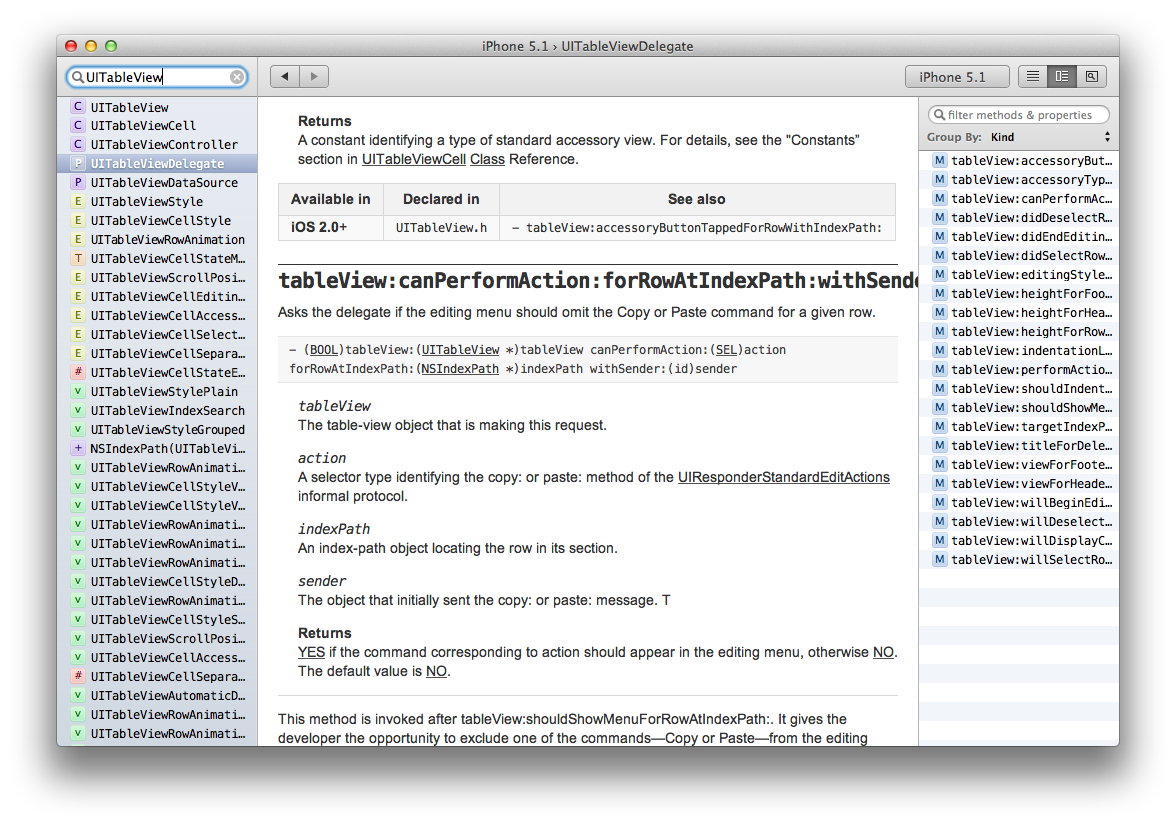 iPhone 5.1 › UITableViewDelegate
UITableView
iPhone 5.1
C UITableView
C UITableViewCell
C UITableViewController
P UITableViewDelegate
P UITableViewDataSource
E UITableViewStyle
E UITableViewCellStyle
E UITableViewRowAnimation
T UITableViewCellStateM…
E UITableViewScrollPosi…
E UITableViewCellEditin…
E UITableViewCellAccess…
E UITableViewCellSelect…
E UITableViewCellSepara…
# UITableViewCellStateE…
V UITableViewStylePlain
V UITableViewIndexSearch
V UITableViewStyleGrouped
+ NSIndexPath(UITableVi…
V UITableViewRowAnimati…
V UITableViewCellStyleV…
V UITableViewCellStyleV…
V UITableViewRowAnimati…
V UITableViewRowAnimati…
V UITableViewRowAnimati…
V UITableViewCellStyleD…
V UITableViewRowAnimati…
V UITableViewCellStyleS…
V UITableViewScrollPosi…
V UITableViewCellAccess…
# UITableViewCellSepara…
V UITableViewAutomaticD…
V UITableViewRowAnimati…
V UITableViewRowAnimati…
Returns
A constant identifying a type of standard accessory view. For details, see the "Constants”
section in UITableViewCell Class Reference.
Available in Declared in See also
iOS 2.0+ UITableView.h – tableView:accessoryButtonTappedForRowWithIndexPath:
tableView:canPerformAction:forRowAtIndexPath:withSende
Asks the delegate if the editing menu should omit the Copy or Paste command for a given row.
– (BOOL)tableView:(UITableView *)tableView canPerformAction:(SEL)action
forRowAtIndexPath:(NSIndexPath *)indexPath withSender:(id)sender
tableView
The table-view object that is making this request.
action
A selector type identifying the copy: or paste: method of the UIResponderStandardEditActions
informal protocol.
indexPath
An index-path object locating the row in its section.
sender
The object that initially sent the copy: or paste: message. T
Returns
YES if the command corresponding to action should appear in the editing menu, otherwise NO.
The default value is NO.
This method is invoked after tableView:shouldShowMenuForRowAtIndexPath:. It gives the
developer the opportunity to exclude one of the commands—Copy or Paste—from the editing
filter methods & properties
Group By: Kind
M tableView:accessoryBut…
M tableView:accessoryTyp…
M tableView:canPerformAc…
M tableView:didDeselectR…
M tableView:didEndEditin…
M tableView:didSelectRow…
M tableView:editingStyle…
M tableView:heightForFoo…
M tableView:heightForHea…
M tableView:heightForRow…
M tableView:indentationL…
M tableView:performActio…
M tableView:shouldIndent…
M tableView:shouldShowMe…
M tableView:targetIndexP…
M tableView:titleForDele…
M tableView:viewForFoote…
M tableView:viewForHeade…
M tableView:willBeginEdi…
M tableView:willDeselect…
M tableView:willDisplayC…
M tableView:willSelectRo…